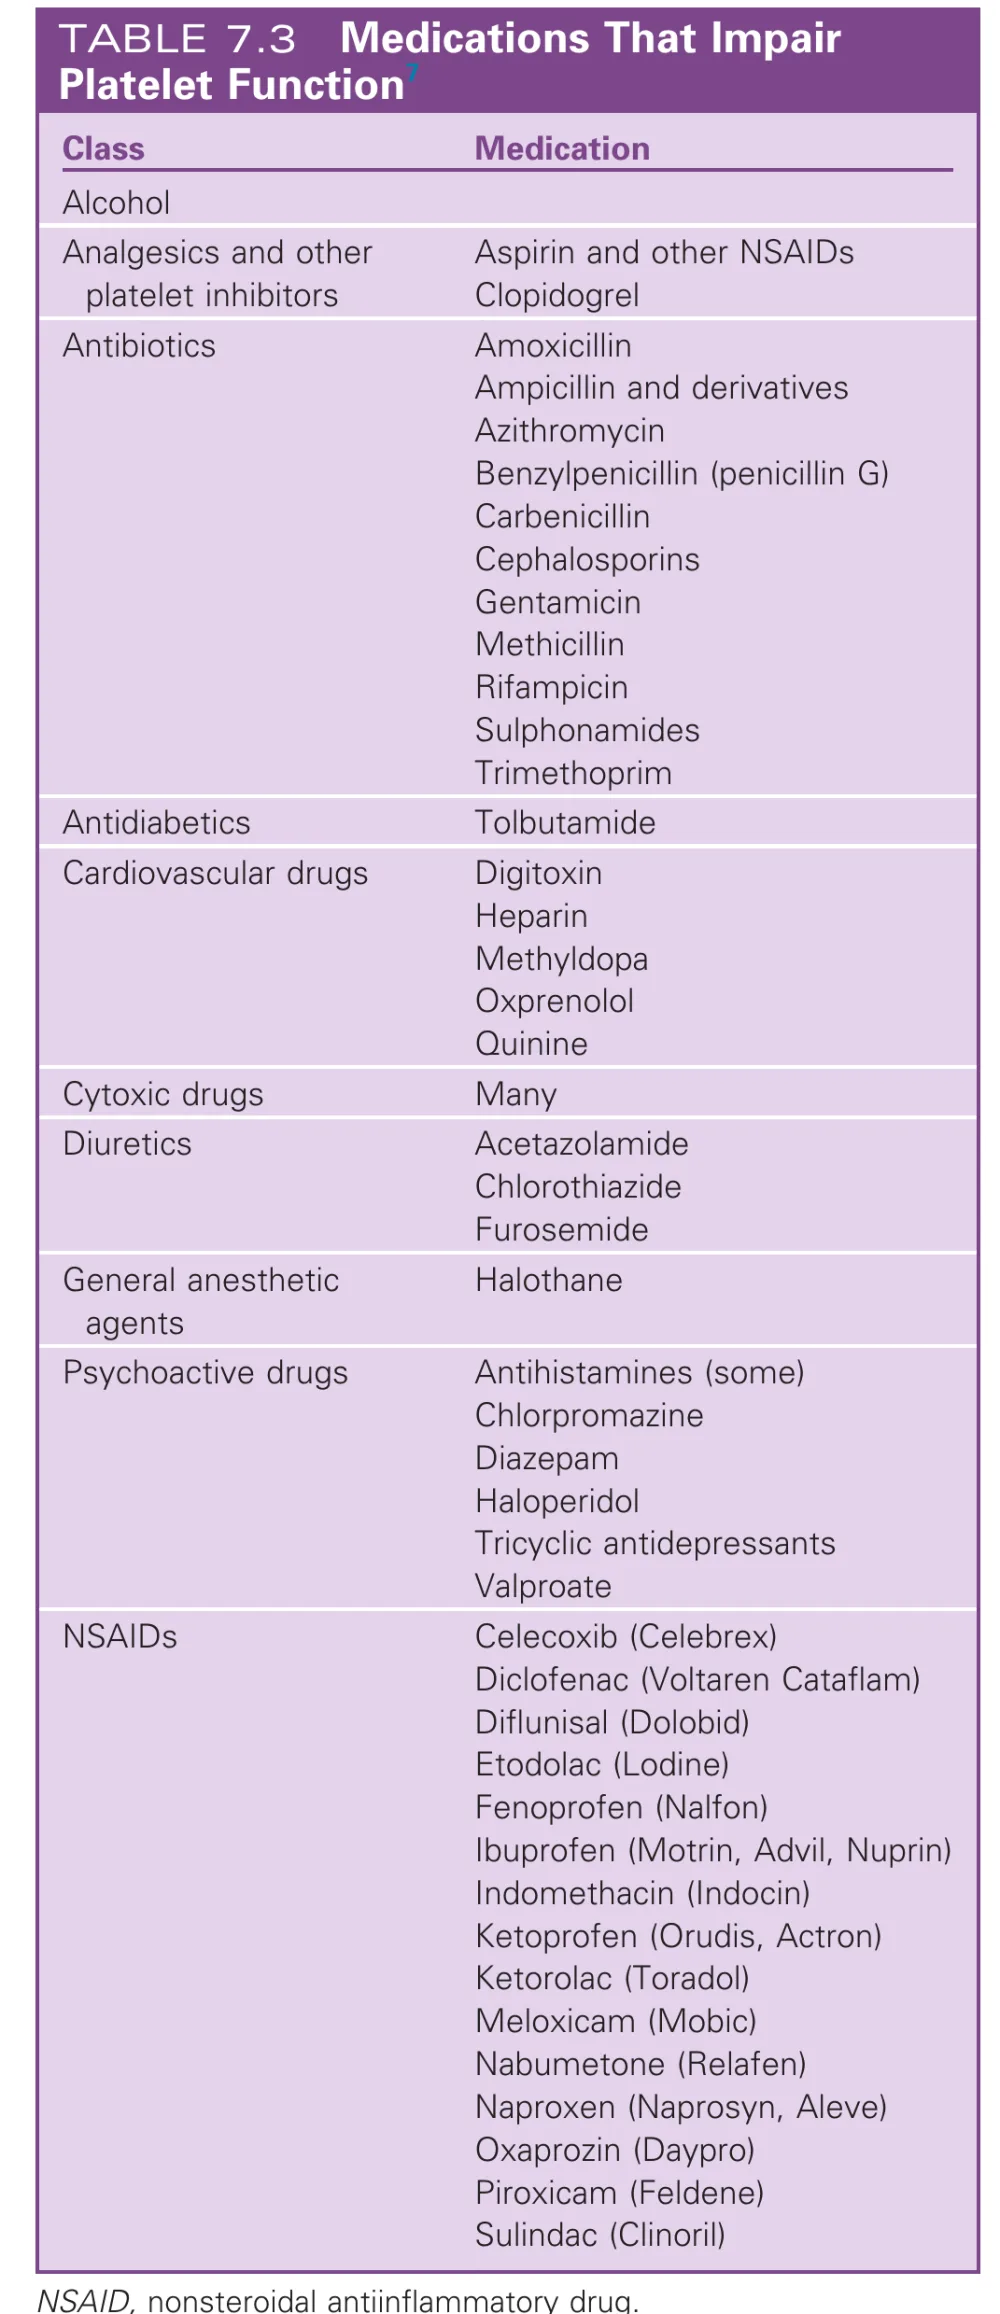 TABLE 7.3 Medications That Impair
Platelet Function7
Class Medication
Alcohol
Analgesics and other Aspirin and other NSAIDs
platelet inhibitors Clopidogrel
Antibiotics Amoxicillin
Ampicillin and derivatives
Azithromycin
Benzylpenicillin (penicillin G)
Carbenicillin
Cephalosporins
Gentamicin
Methicillin
Rifampicin
Sulphonamides
Trimethoprim
Antidiabetics Tolbutamide
Cardiovascular drugs Digitoxin
Heparin
Methyldopa
Oxprenolol
Quinine
Cytoxic drugs Many
Diuretics Acetazolamide
Chlorothiazide
Furosemide
General anesthetic Halothane
agents
Psychoactive drugs Antihistamines (some)
Chlorpromazine
Diazepam
Haloperidol
Tricyclic antidepressants
Valproate
NSAIDs Celecoxib (Celebrex)
Diclofenac (Voltaren Cataflam)
Diflunisal (Dolobid)
Etodolac (Lodine)
Fenoprofen (Nalfon)
Ibuprofen (Motrin, Advil, Nuprin)
Indomethacin (Indocin)
Ketoprofen (Orudis, Actron)
Ketorolac (Toradol)
Meloxicam (Mobic)
Nabumetone (Relafen)
Naproxen (Naprosyn, Aleve)
Oxaprozin (Daypro)
Piroxicam (Feldene)
Sulindac (Clinoril)
NSAID, nonsteroidal antiinflammatory drug.